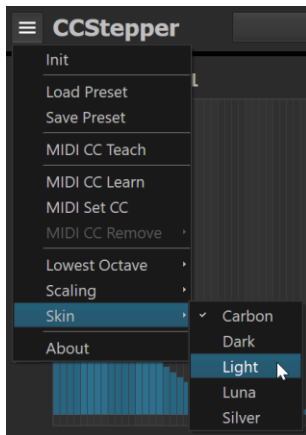 CCStepper
Init
Load Preset
Save Preset
MIDI CC Teach
MIDI CC Learn
MIDI Set CC
MIDI CC Remove
Lowest Octave
Scaling
Skin
About
Carbon
Dark
Light
Luna
Silver